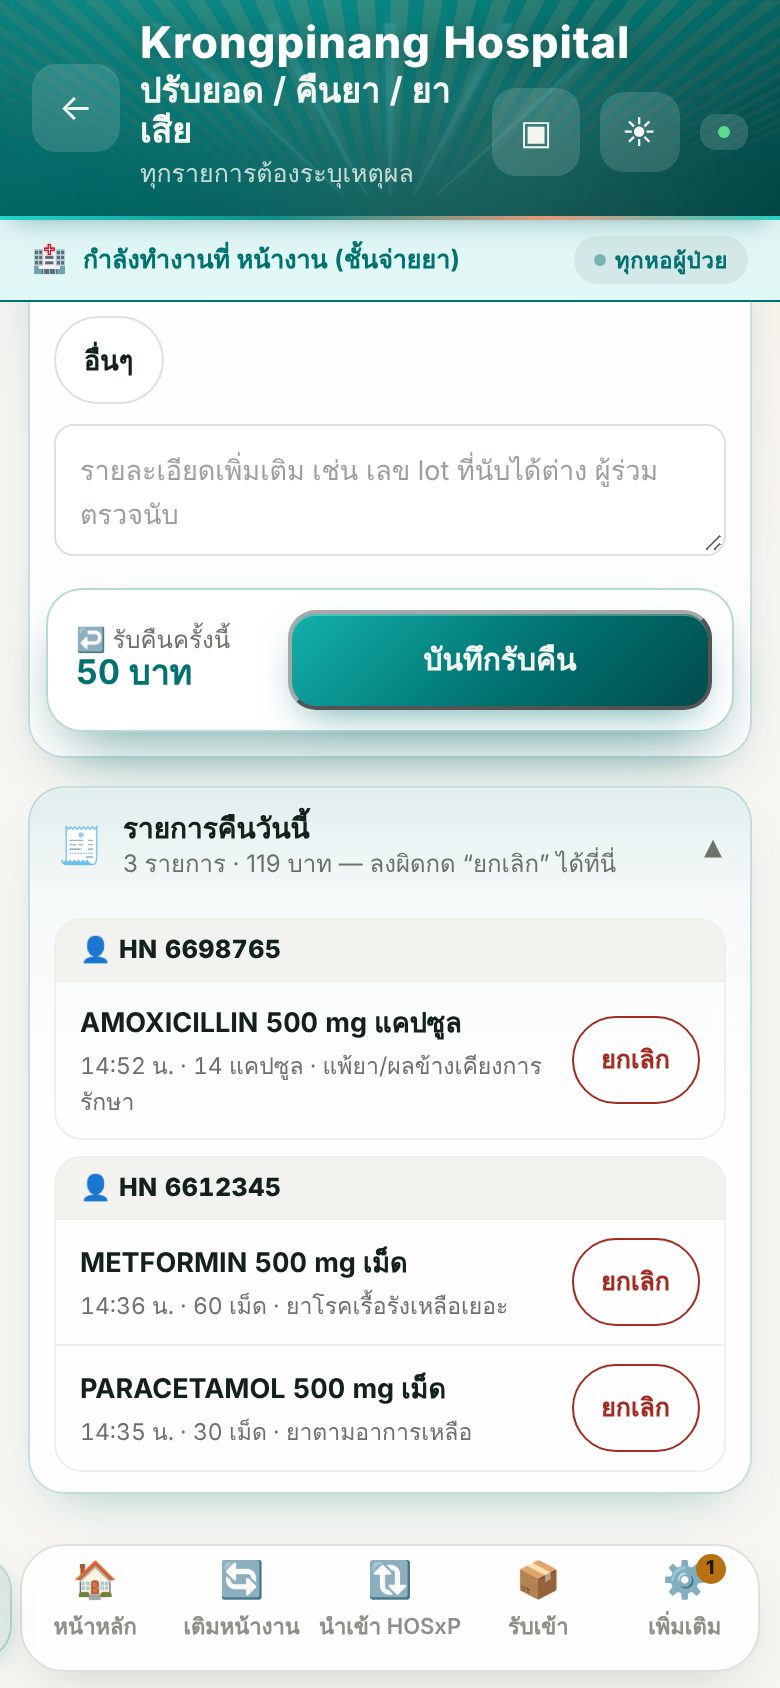 Krongpinang Hospital
ปรับยอด / คืนยา / ยา
เสีย
ทุกรายการต้องระบุเหตุผล
กำลังทำงานที่ หน้างาน (ชั้นจ่ายยา)
ทุกหอผู้ป่วย
อื่นๆ
รายละเอียดเพิ่มเติม เช่น เลข lot ที่นับได้ต่าง ผู้ร่วม
ตรวจนับ
รับคืนครั้งนี้
50 บาท
บันทึกรับคืน
รายการคืนวันนี้
3 รายการ · 119 บาท — ลงผิดกด “ยกเลิก” ได้ที่นี่
HN 6698765
AMOXICILLIN 500 mg แคปซูล
14:52 น. · 14 แคปซูล · แพ้ยา/ผลข้างเคียงการ
รักษา
ยกเลิก
HN 6612345
METFORMIN 500 mg เม็ด
14:36 น. · 60 เม็ด · ยาโรคเรื้อรังเหลือเยอะ
ยกเลิก
PARACETAMOL 500 mg เม็ด
14:35 น. · 30 เม็ด · ยาตามอาการเหลือ
ยกเลิก
หน้าหลัก
เติมหน้างาน
นำเข้า HOSxP
รับเข้า
1
เพิ่มเติม